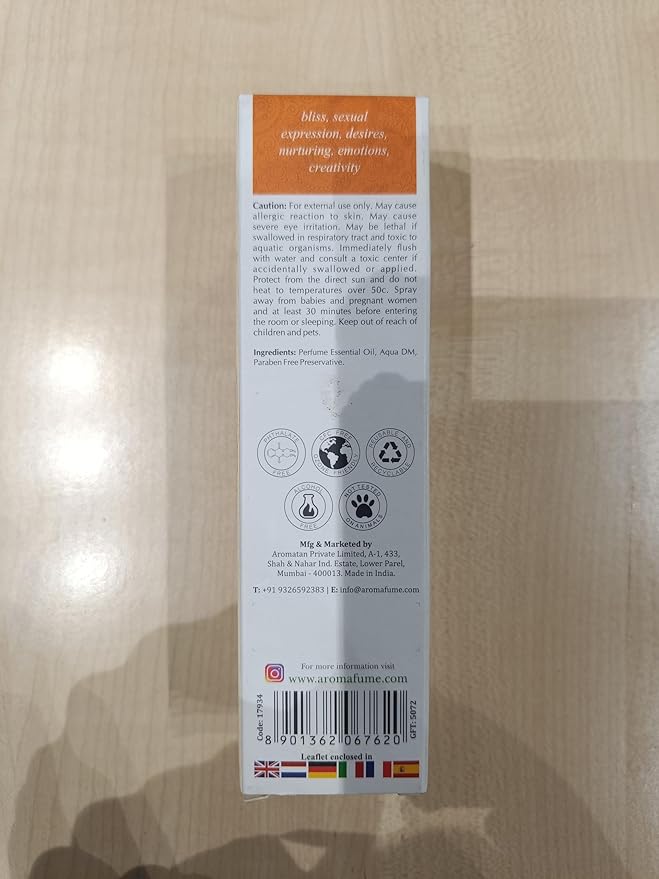 bliss, sexual
expression, desires,
nurturing, emotions,
creativity
Caution: For external use only. May cause
allergic reaction to skin. May cause
severe eye irritation. May be lethal if
swallowed in respiratory tract and toxic to
aquatic organisms. Immediately flush
with water and consult a toxic center if
accidentally swallowed or applied.
Protect from the direct sun and do not
heat to temperatures over 50c. Spray
away from babies and pregnant women
and at least 30 minutes before entering
the room or sleeping. Keep out of reach of
children and pets.
Ingredients: Perfume Essential Oil, Aqua DM,
Paraben Free Preservative.
PHTHALATE
FREE
CFC FREE
OZONE FRIENDLY
REUSABLE AND
RECYCLABLE
ALCOHOL
FREE
NOT TESTED
ON ANIMALS
Mfg & Marketed by
Aromatan Private Limited, A-1, 433,
Shah & Nahar Ind. Estate, Lower Parel,
Mumbai - 400013. Made in India.
T: +91 9326592383 | E: info@aromafume.com
For more information visit
www.aromafume.com
Code: 17934
8 901362 067620
GFT: 5072
Leaflet enclosed in